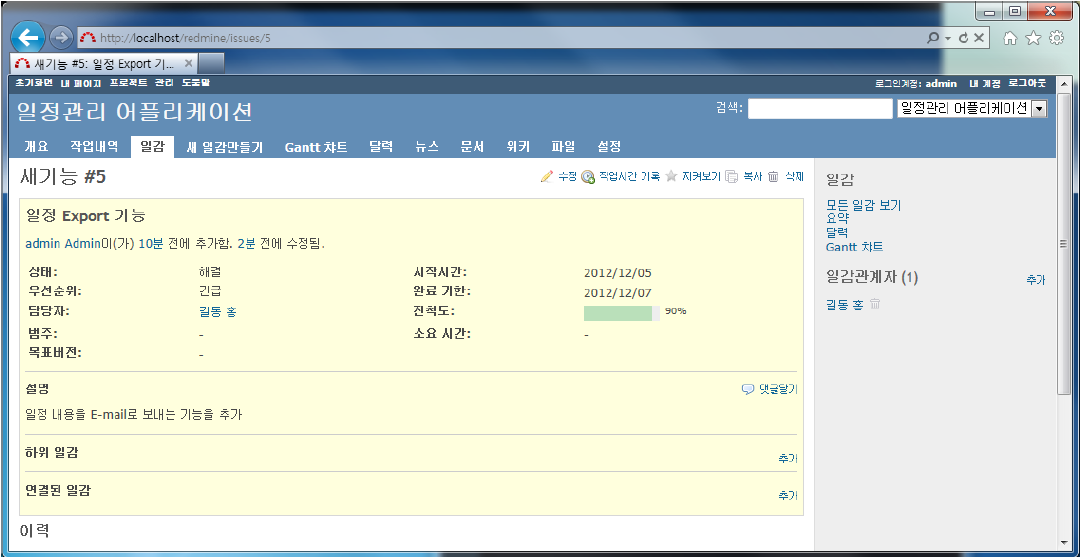 http://localhost/redmine/issues/5
새기능 #5: 일정 Export 기...
초기화면 내 페이지 프로젝트 관리 도움말
로그인계정: admin 내 계정 로그아웃
일정관리 어플리케이션
검색: 일정관리 어플리케이션
개요 작업내역 일감 새 일감만들기 Gantt 챠트 달력 뉴스 문서 위키 파일 설정
새기능 #5
수정 작업시간 기록 지켜보기 복사 삭제
일정 Export 기능
admin Admin이(가) 10분 전에 추가함. 2분 전에 수정됨.
상태: 해결 시작시간: 2012/12/05
우선순위: 긴급 완료 기한: 2012/12/07
담당자: 길동 홍 진척도: 90%
범주: - 소요 시간: -
목표버전: -
설명 댓글달기
일정 내용을 E-mail로 보내는 기능을 추가
하위 일감 추가
연결된 일감 추가
이력
일감
모든 일감 보기
요약
달력
Gantt 챠트
일감관계자 (1) 추가
길동 홍